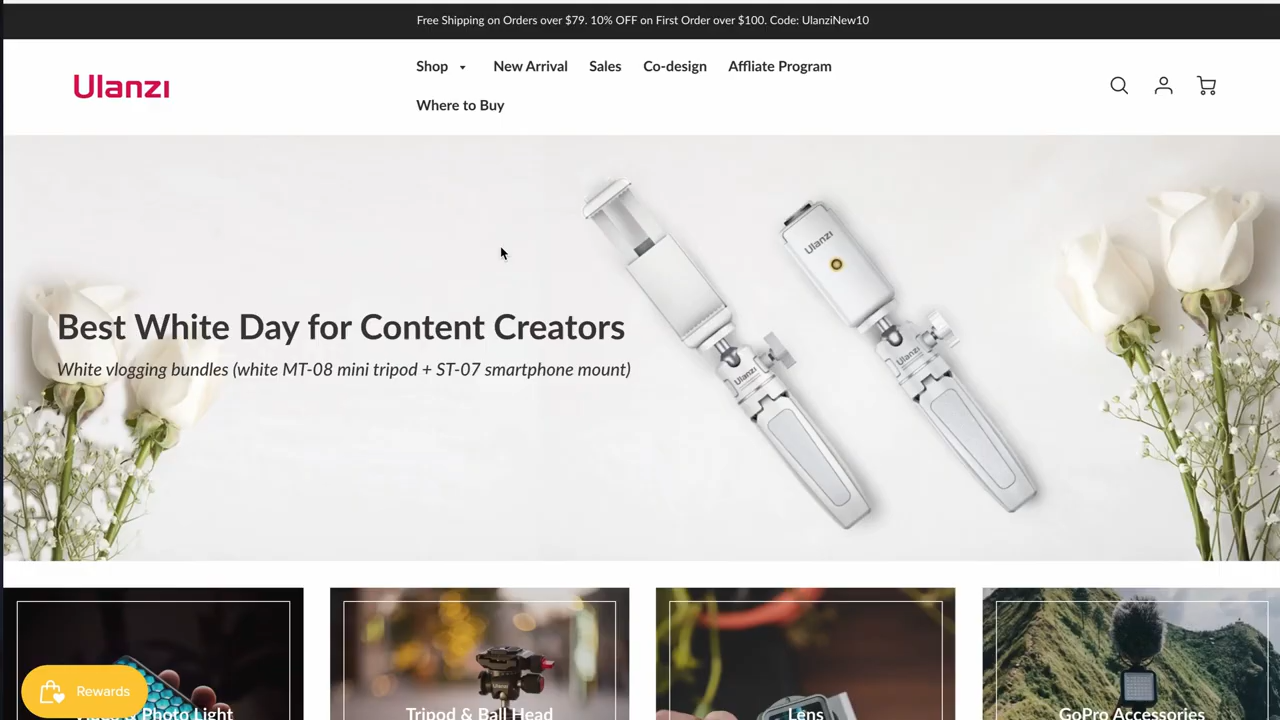 Free Shipping on Orders over $79. 10% OFF on First Order over $100. Code: UlanziNew10
Ulanzi
Shop New Arrival Sales Co-design Affliate Program
Where to Buy
Ulanzi
Ulanzi
Ulanzi
Best White Day for Content Creators
White vlogging bundles (white MT-08 mini tripod + ST-07 smartphone mount)
Rewards
Ulanzi
Photo Light
Tripod & Ball Head
Lens
GoPro Accessories